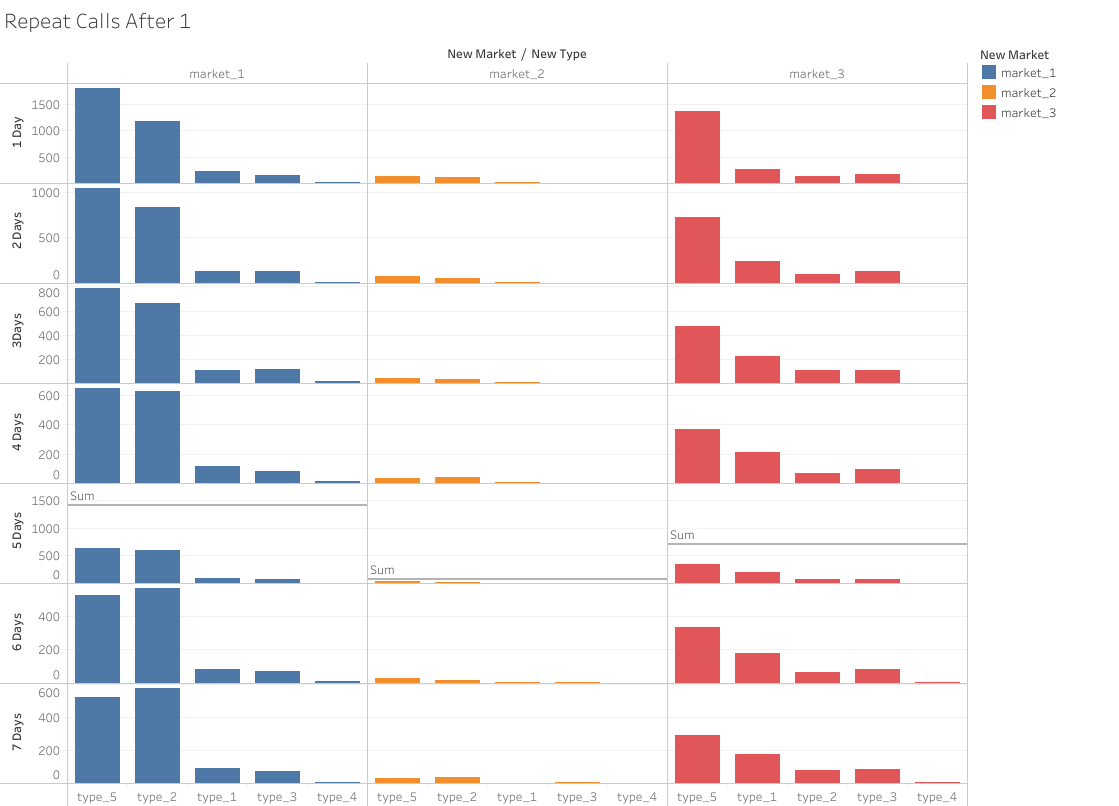 Repeat Calls After 1
New Market / New Type
market_1 market_2 market_3
New Market
market_1
market_2
market_3
1 Day
1500
1000
500
2 Days
1000
500
0
3Days
800
600
400
200
4 Days
600
400
200
0
5 Days
1500
1000
500
0
Sum
Sum
Sum
6 Days
400
200
0
7 Days
600
400
200
0
type_5 type_2 type_1 type_3 type_4 type_5 type_2 type_1 type_3 type_4 type_5 type_1 type_2 type_3 type_4